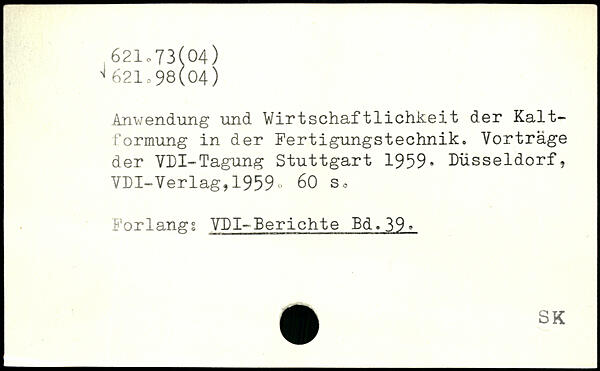 621.73(04)
√621.98(04)
Anwendung und Wirtschaftlichkeit der Kalt-
formung in der Fertigungstechnik. Vorträge
der VDI-Tagung Stuttgart 1959. Düsseldorf,
VDI-Verlag,1959. 60 s.
Forlang: VDI-Berichte Bd.39.
SK